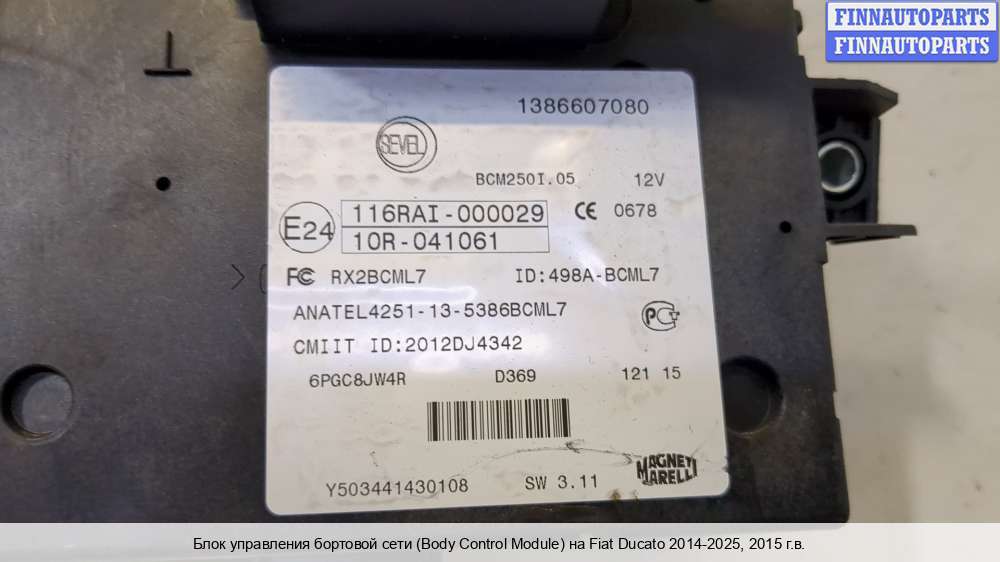 FINNAUTOPARTS
FINNAUTOPARTS
1386607080
SEVEL
BCM250I.05 12V
E24 116RAI-000029 CE 0678
10R-041061
FC RX2BCML7 ID:498A-BCML7
ANATEL4251-13-5386BCML7
CMIIT ID:2012DJ4342
6PGC8JW4R D369 121 15
Y503441430108 SW 3.11
MAGNETI
MARELLI
Блок управления бортовой сети (Body Control Module) на Fiat Ducato 2014-2025, 2015 г.в.